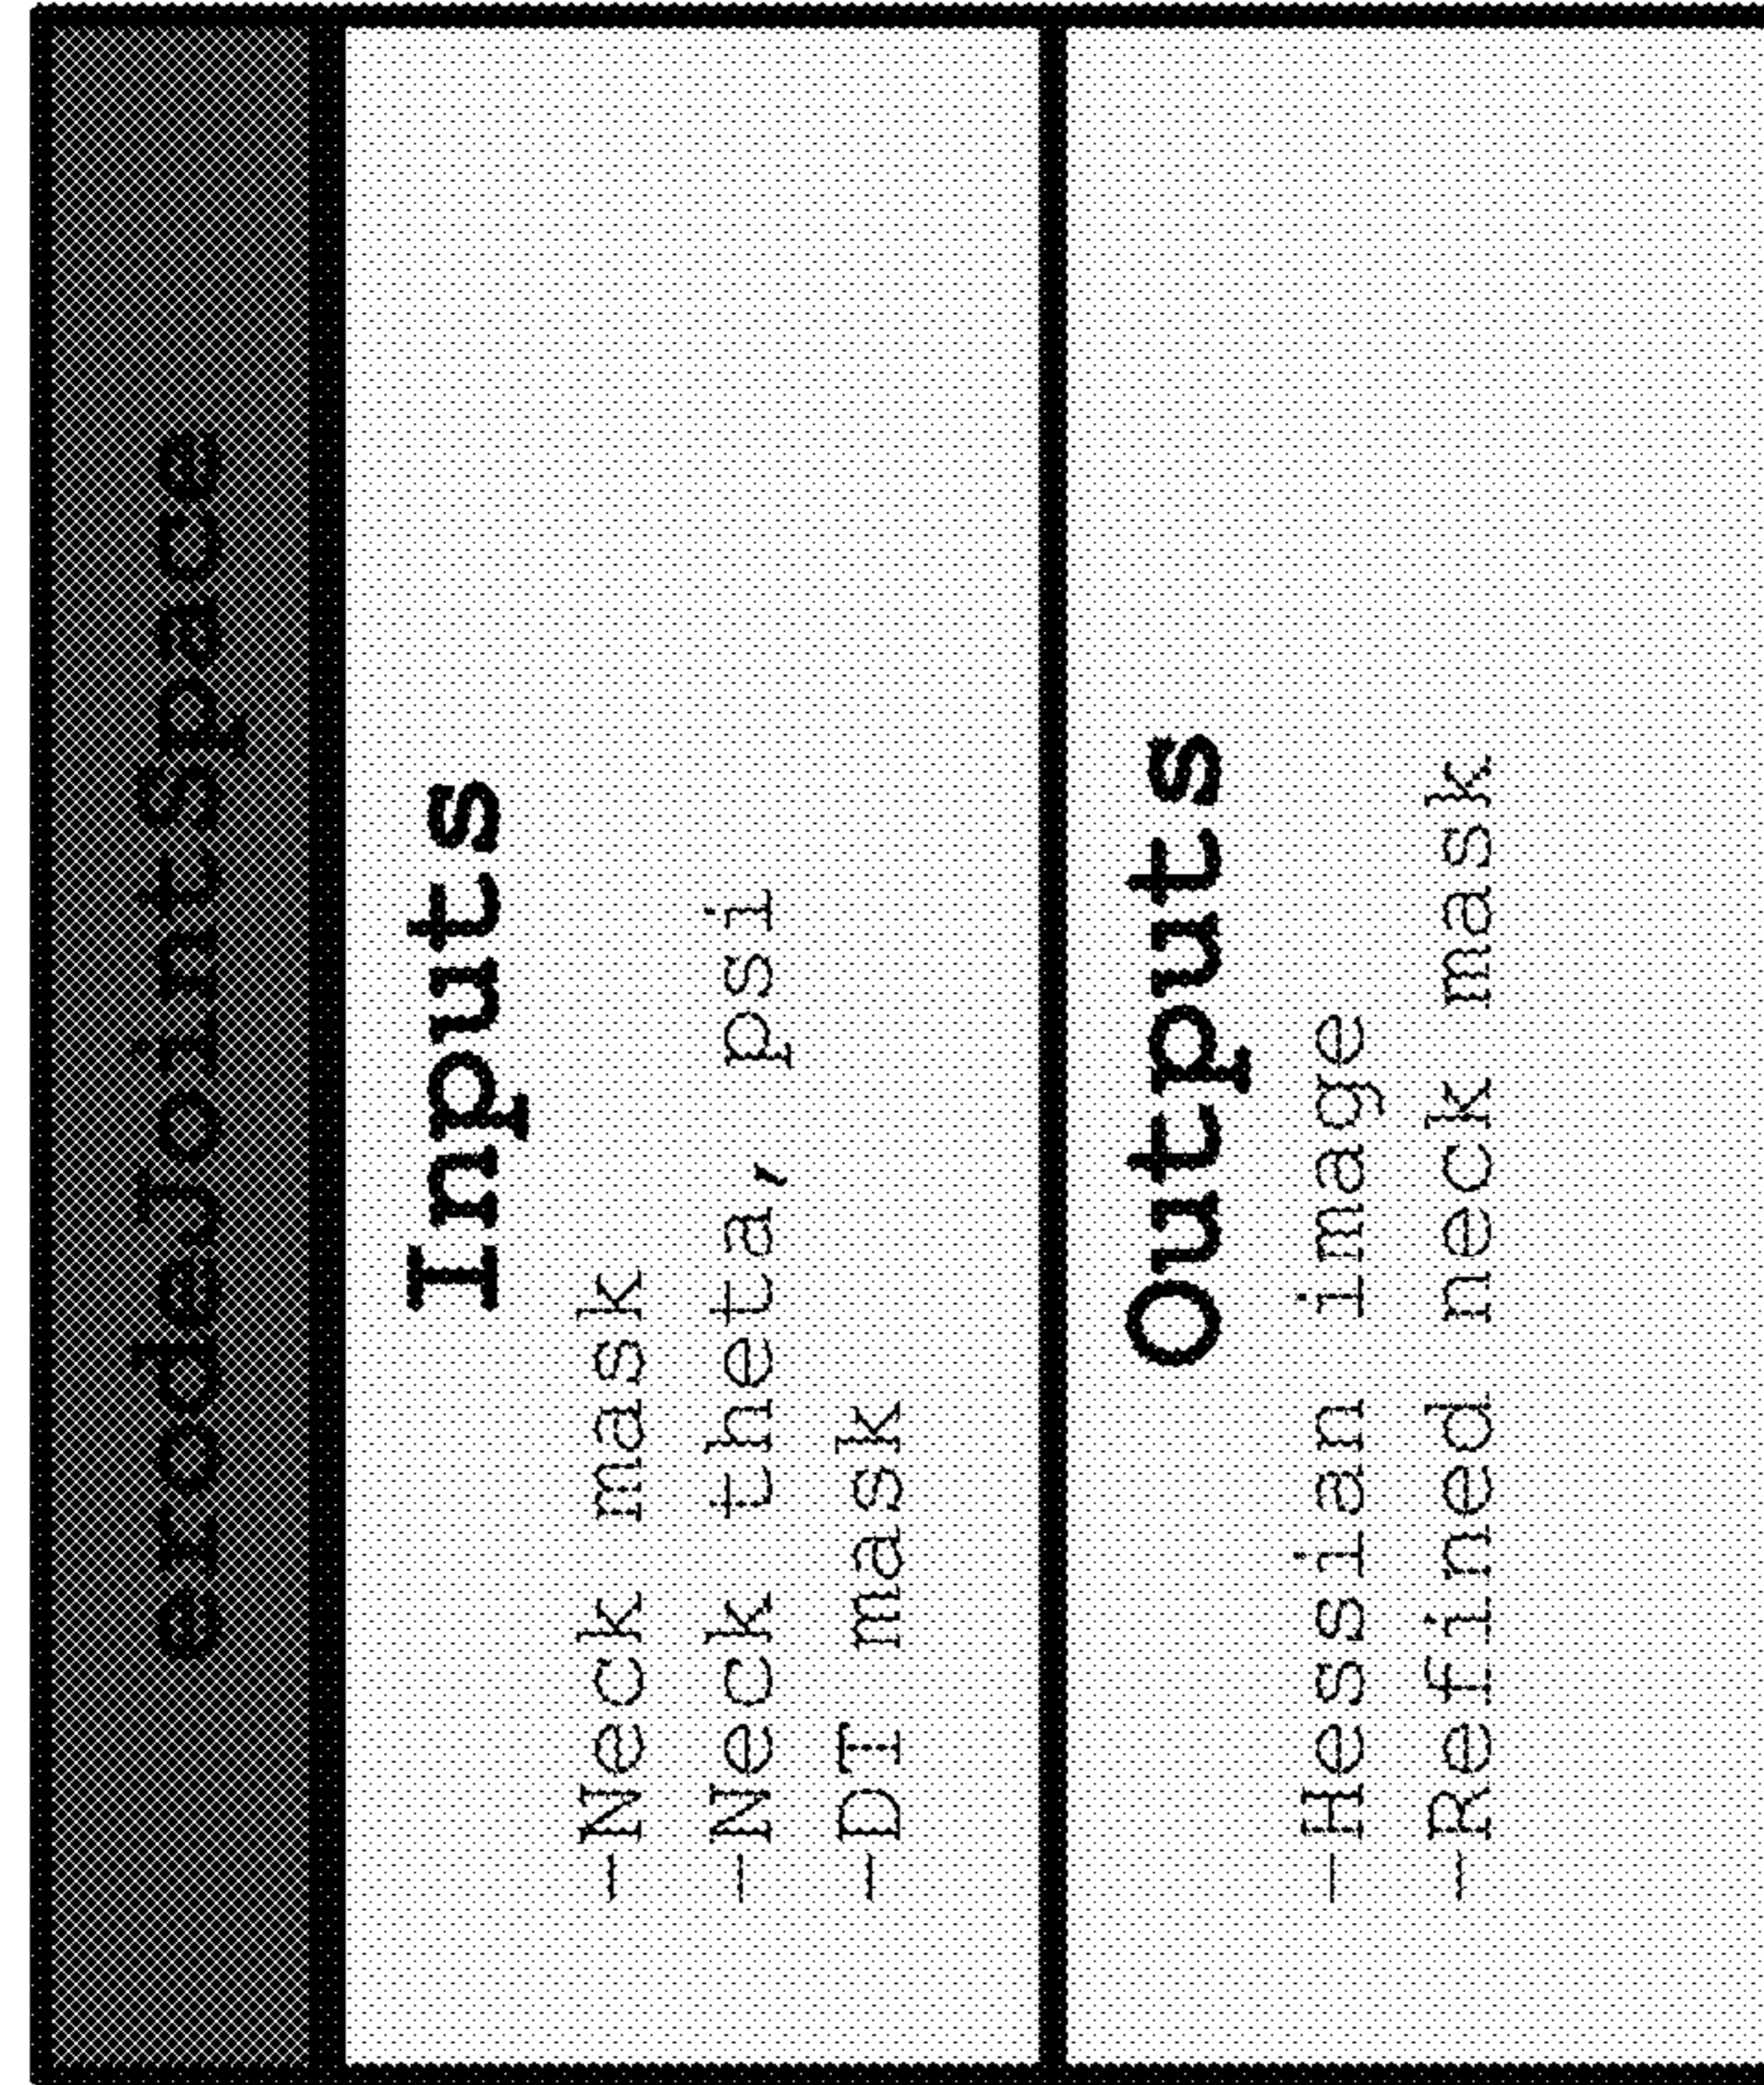 erodeJointSpace
Inputs
-Neck mask
-Neck theta, psi
-DT mask
Outputs
-Hessian image
-Refined neck mask